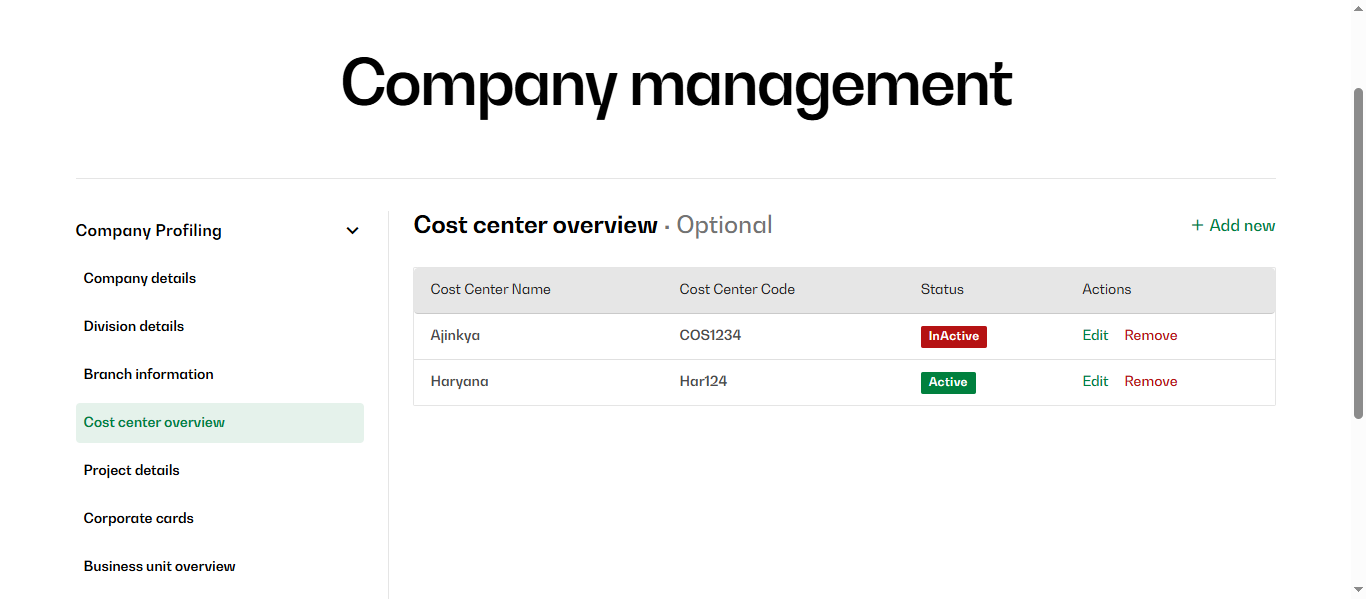 Company management
Company Profiling
Company details
Division details
Branch information
Cost center overview
Project details
Corporate cards
Business unit overview
Cost center overview · Optional
+ Add new
Cost Center Name Cost Center Code Status Actions
Ajinkya COS1234 InActive Edit Remove
Haryana Har124 Active Edit Remove